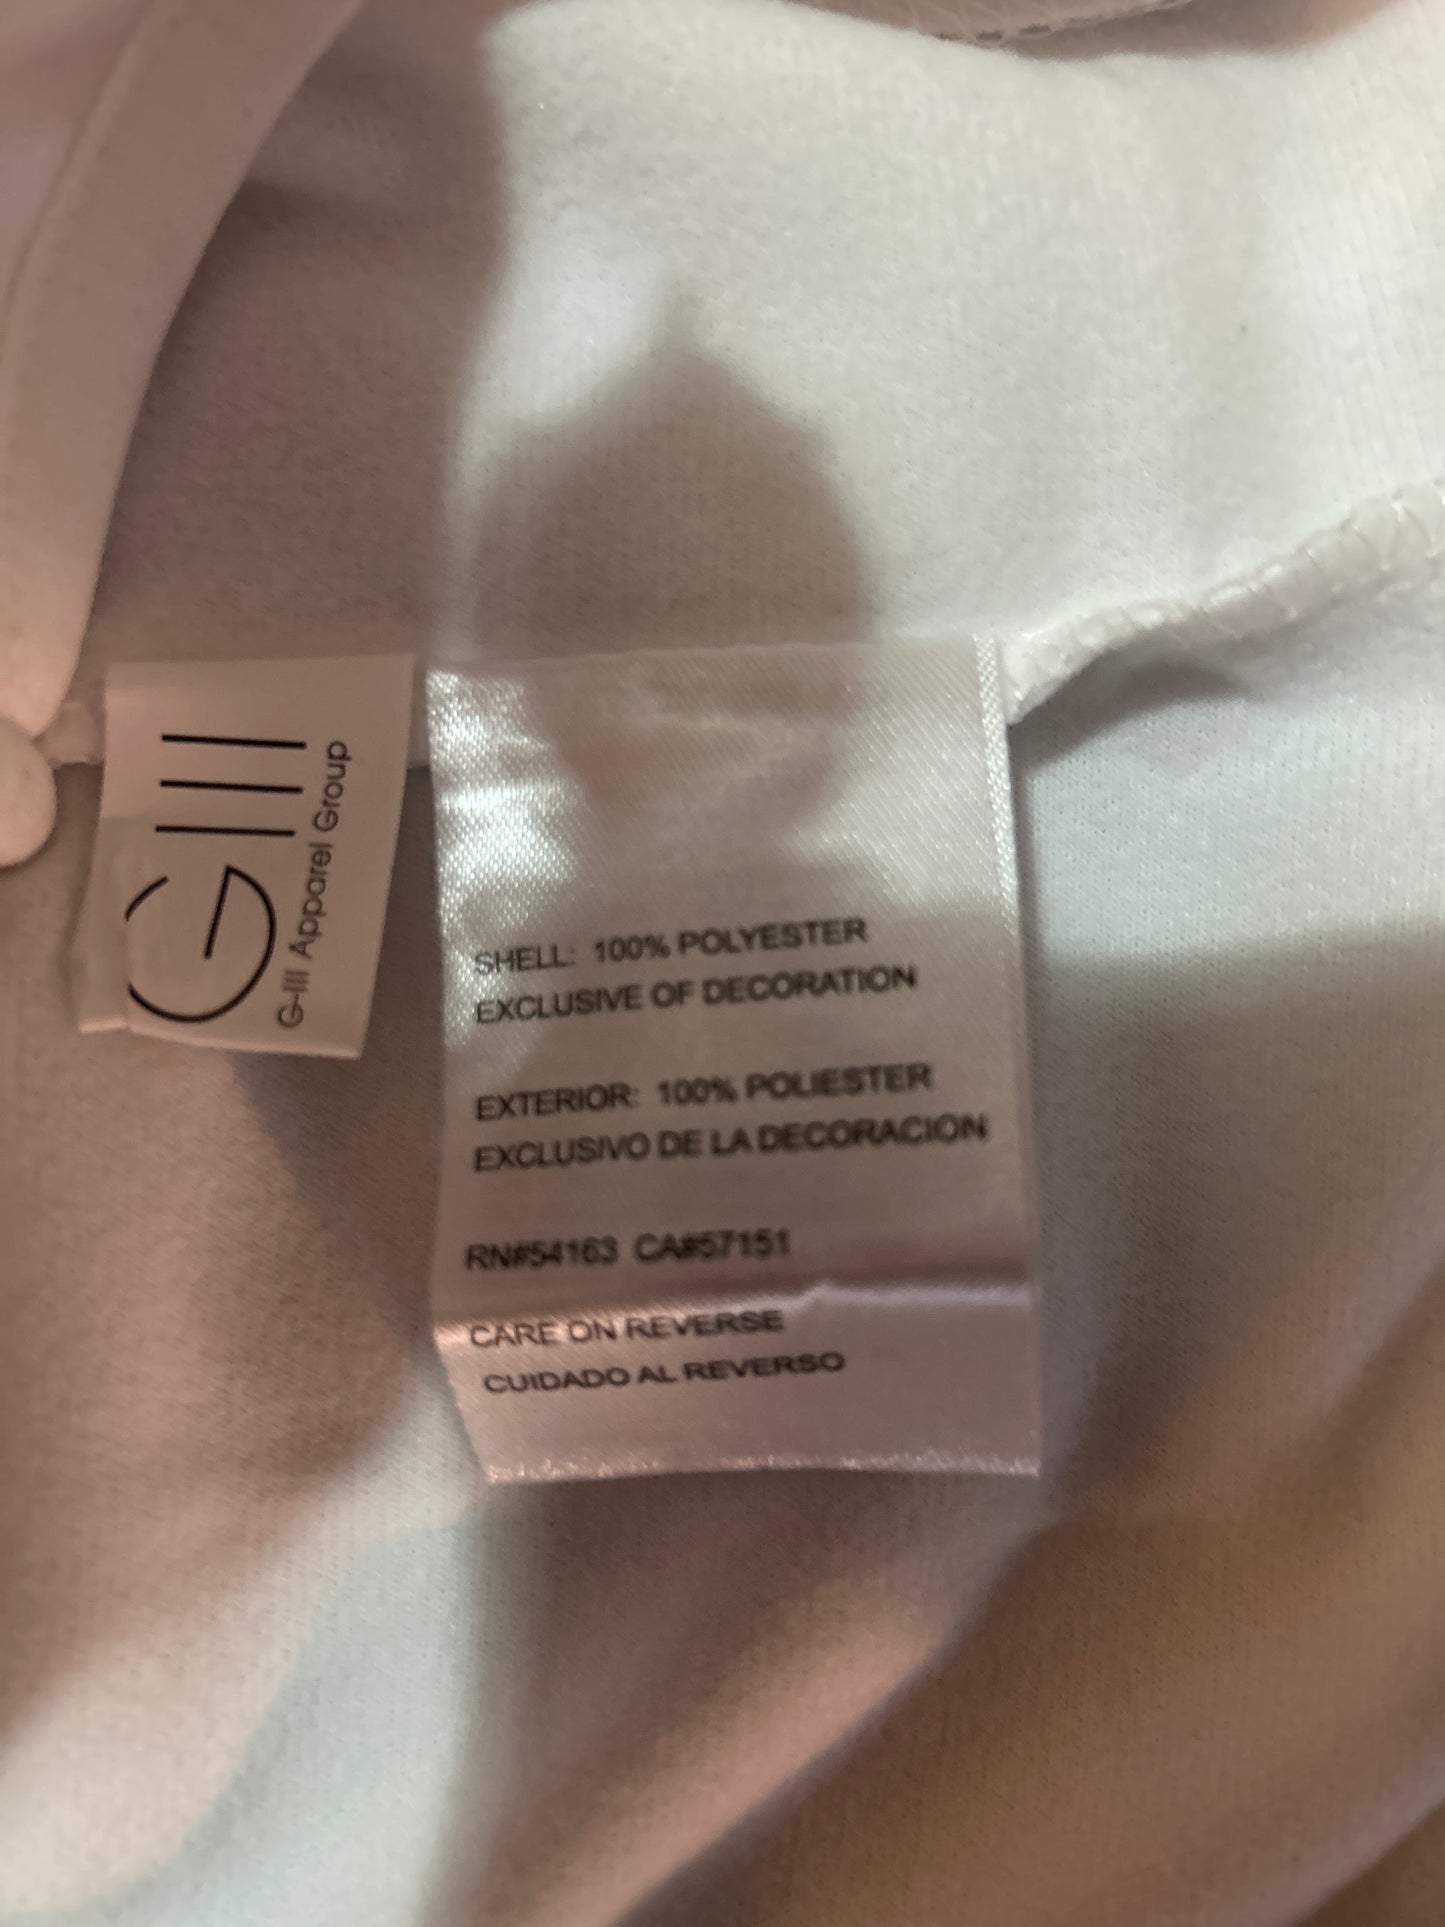 GIII
G-III Apparel Group
SHELL: 100% POLYESTER
EXCLUSIVE OF DECORATION
EXTERIOR: 100% POLIESTER
EXCLUSIVO DE LA DECORACION
RN#54163 CA#57151
CARE ON REVERSE
CUIDADO AL REVERSO